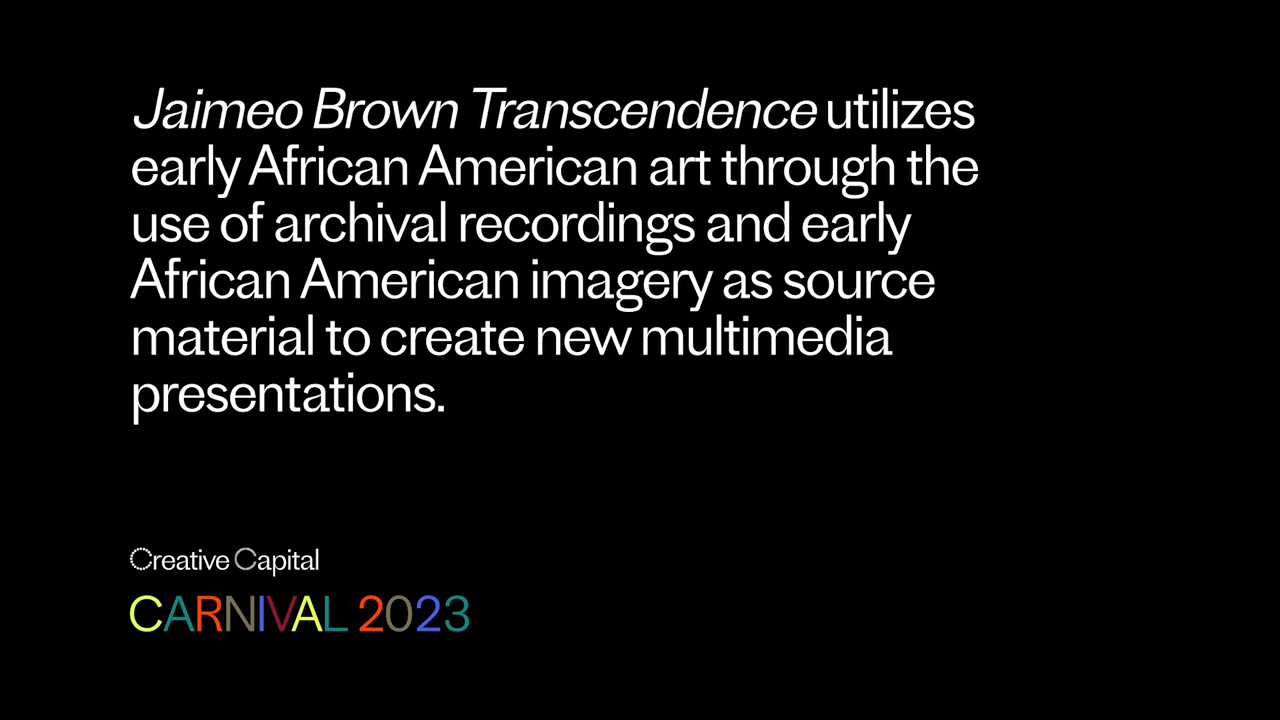 Jaimeo Brown Transcendence utilizes
early African American art through the
use of archival recordings and early
African American imagery as source
material to create new multimedia
presentations.
Creative Capital
CARNIVAL 2023